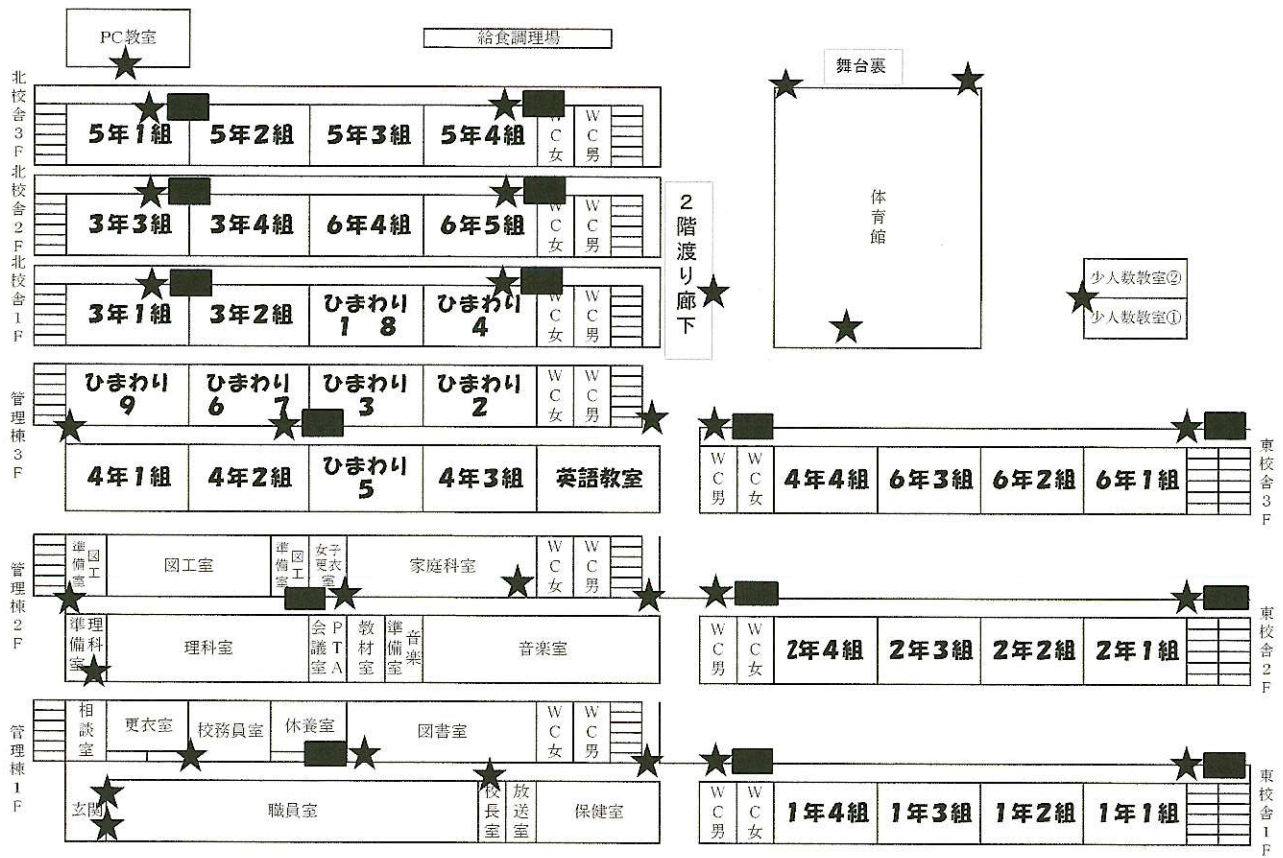 PC教室
給食調理場
舞台裏
北校舎3F
5年1組 5年2組 5年3組 5年4組 WC女 WC男
北校舎2F
3年3組 3年4組 6年4組 6年5組 WC女 WC男
2階渡り廊下
体育館
少人数教室②
少人数教室①
北校舎1F
3年1組 3年2組 ひまわり1 8 ひまわり4 WC女 WC男
管理棟3F
ひまわり9 ひまわり6 7 ひまわり3 ひまわり2 WC女 WC男
4年1組 4年2組 ひまわり5 4年3組 英語教室
WC男 WC女 4年4組 6年3組 6年2組 6年1組
東校舎3F
管理棟2F
図工準備室 図工室 図工準備室 女子更衣室 家庭科室 WC女 WC男
理科準備室 理科室 PTA会議室 教材室 音楽準備室 音楽室
WC男 WC女 2年4組 2年3組 2年2組 2年1組
東校舎2F
管理棟1F
相談室 更衣室 校務員室 休養室 図書室 WC女 WC男
玄関 職員室 校長室 放送室 保健室
WC男 WC女 1年4組 1年3組 1年2組 1年1組
東校舎1F